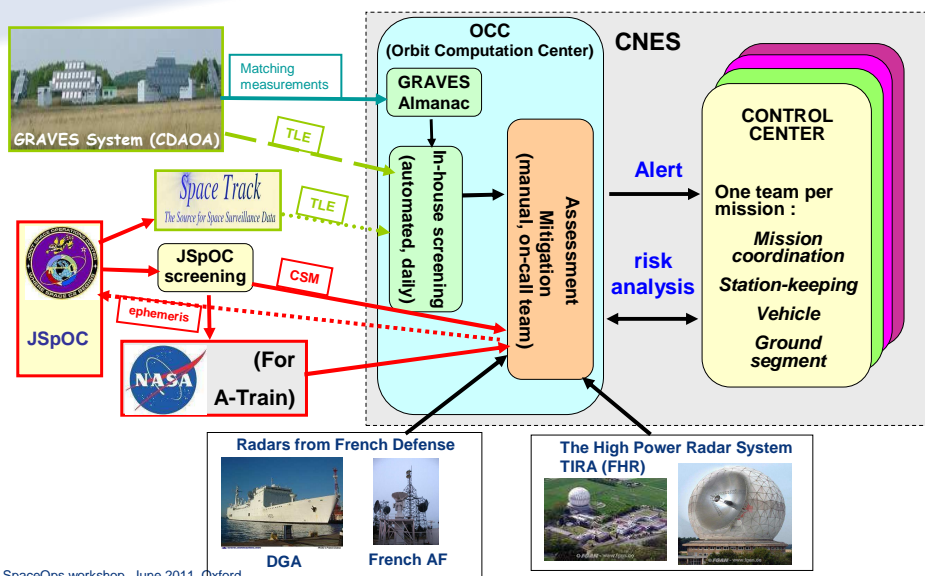 OCC
(Orbit Computation Center)
CNES
Matching
measurements
GRAVES
Almanac
GRAVES System (CDAOA)
TLE
In-house screening
(automated, daily)
Assessment
Mitigation
(manual, on-call team)
Alert
risk
analysis
CONTROL
CENTER
One team per
mission :
Mission
coordination
Station-keeping
Vehicle
Ground
segment
Space Track
The Source for Space Surveillance Data
TLE
JSpOC
screening
CSM
ephemeris
JSpOC
NASA
(For
A-Train)
Radars from French Defense
DGA
French AF
The High Power Radar System
TIRA (FHR)
SpaceOps workshop, June 2011, Oxford